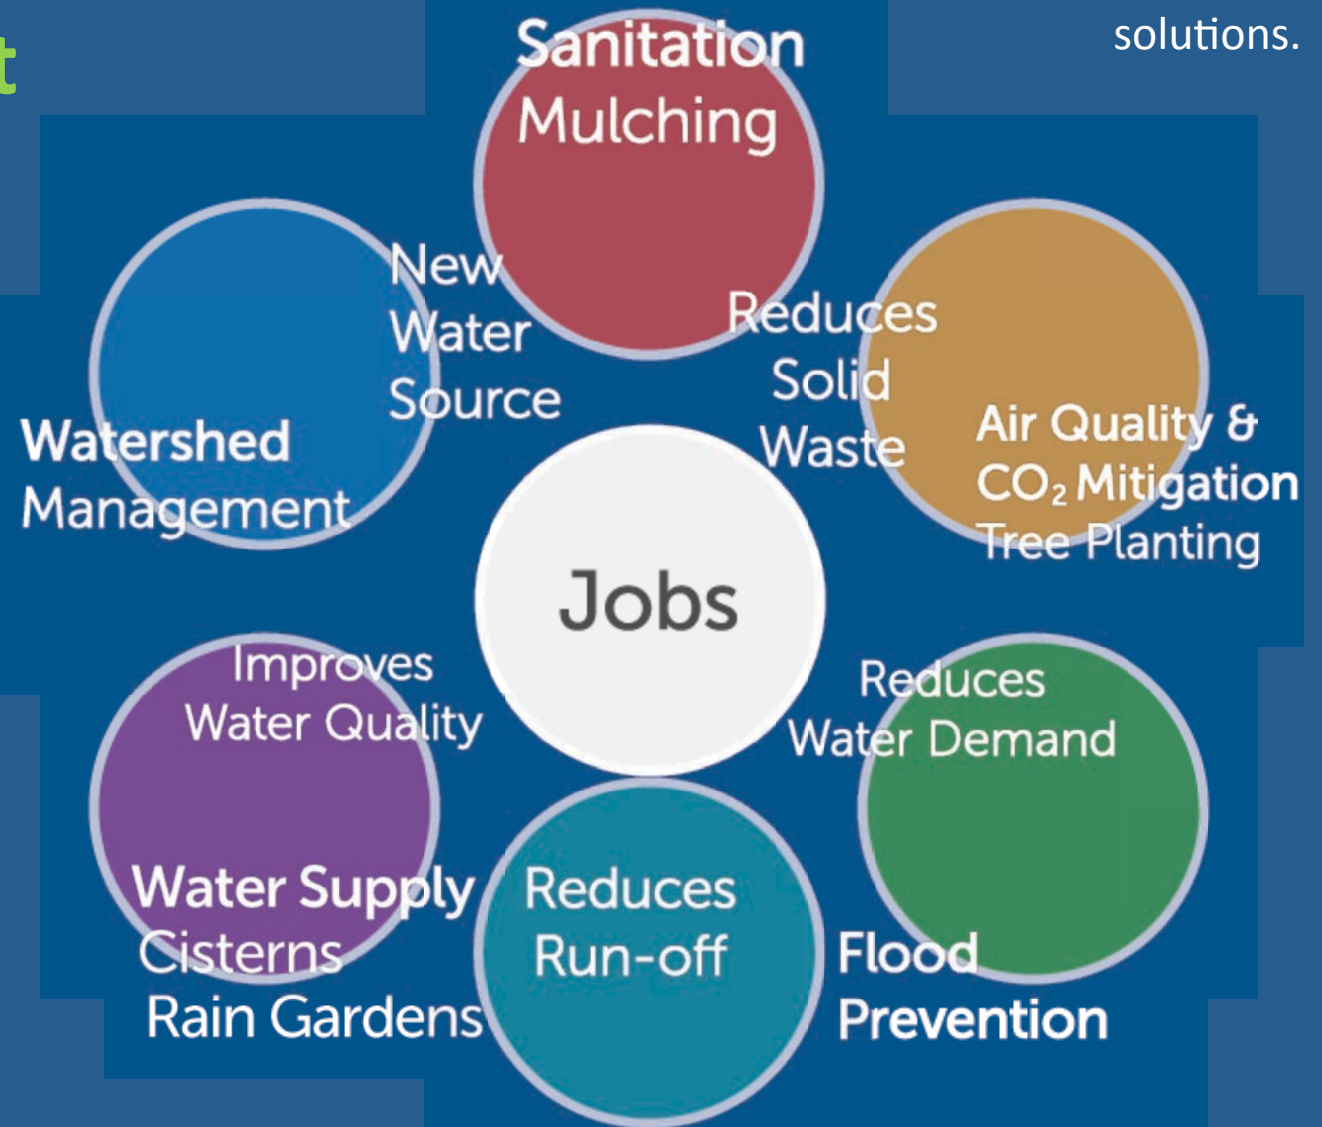 t
solutions.
Sanitation
Mulching
New
Water
Source
Reduces
Solid
Waste
Watershed
Management
Air Quality &
CO₂ Mitigation
Tree Planting
Jobs
Improves
Water Quality
Reduces
Water Demand
Water Supply
Cisterns
Rain Gardens
Reduces
Run-off
Flood
Prevention